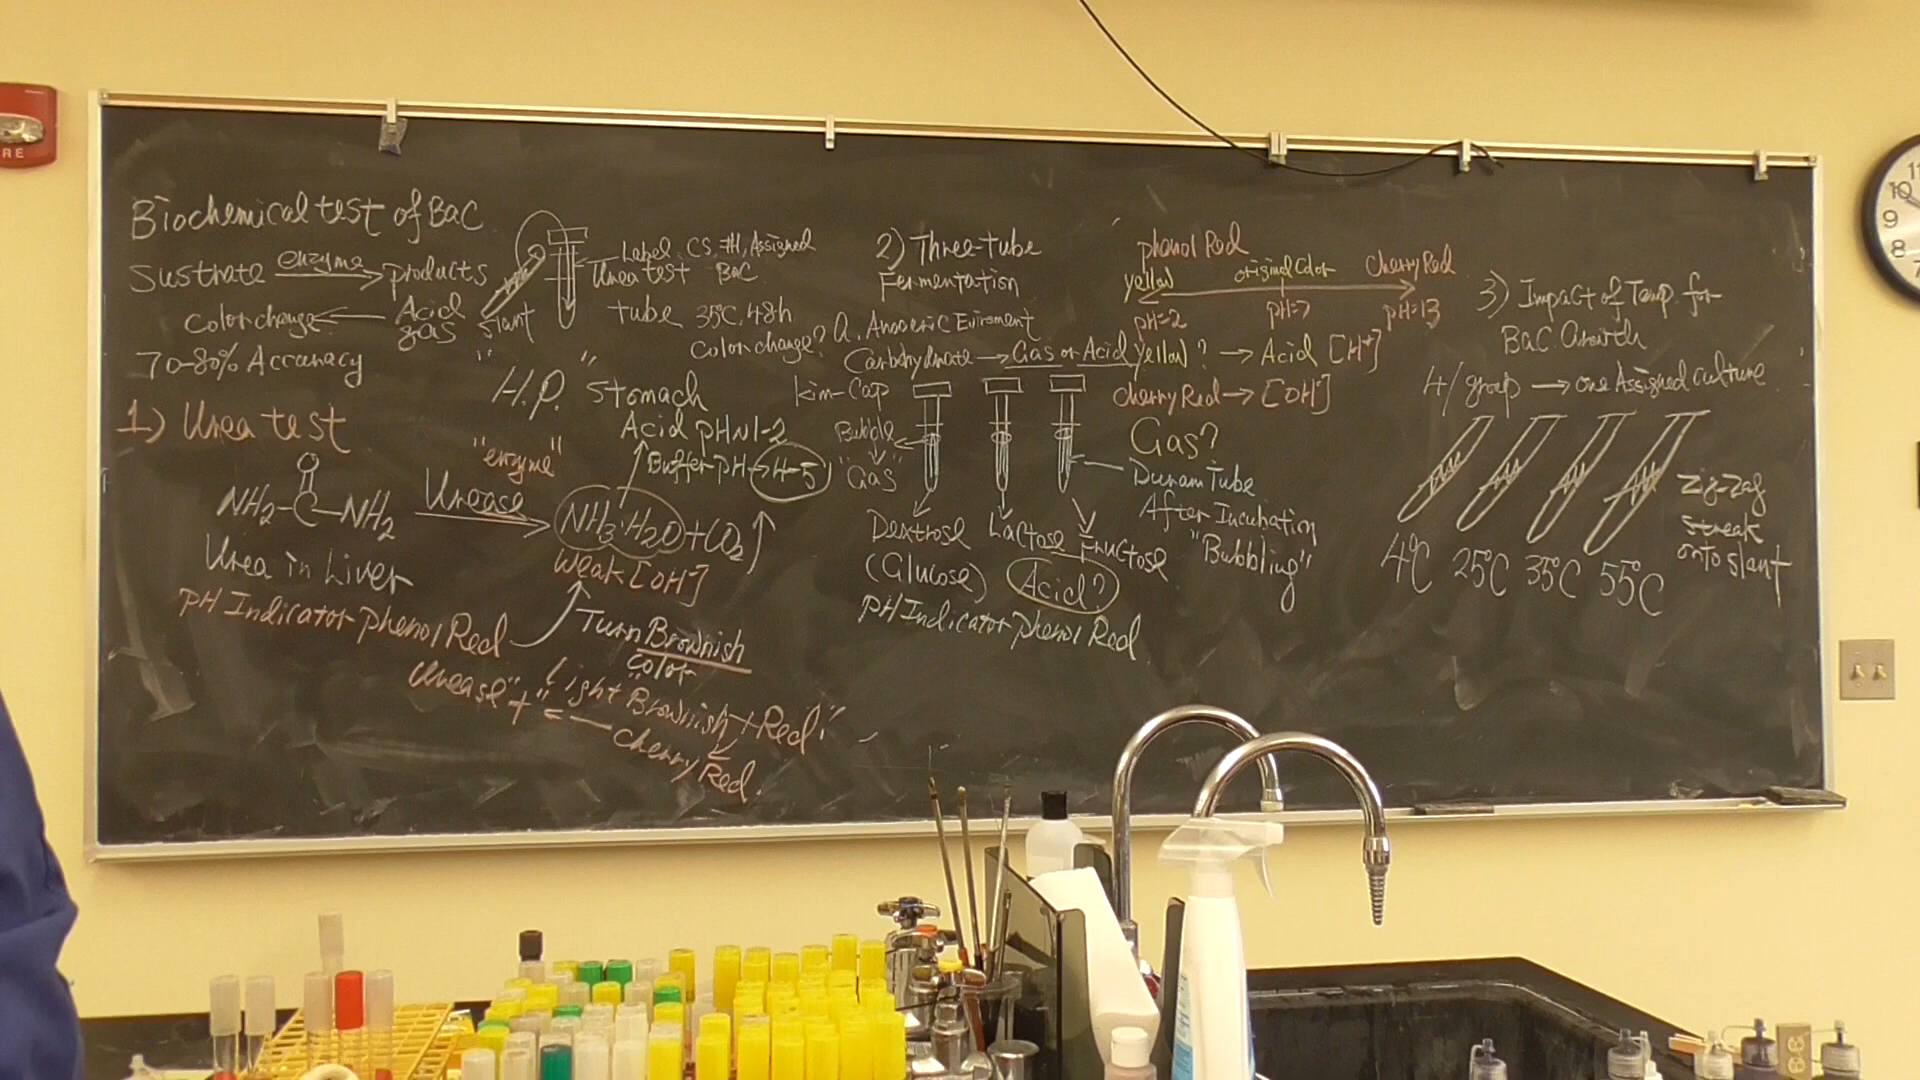 Biochemical test of BaC
Sustrate enzyme → products
Color change ← Acid
gas
70-80% Accuracy
slant
Label CS #, Assigned
Urea test BaC
tube 35°C, 48h
Color change?
"H.P." stomach
Acid pH~1-2
Buffer pH → 4-5
1) Urea test
"enzyme"
O
NH2-C-NH2 Urease → NH3·H2O + CO2 ↑
Urea in Liver
weak [OH-]
pH Indicator phenol Red
Turn Brownish
Color
Urease "+" Light Brownish → Red"
cherry Red.
2) Three-tube
Fermentation
Carbohydrate → Gas or Acid
kim-Cap
Bubble
"Gas"
Dextrose Lactose Fructose
(Glucose) Acid?
pH Indicator phenol Red
phenol Red
yellow original Color Cherry Red
pH=2 pH=7 pH=13
yellow? → Acid [H+]
cherry Red → [OH-]
Gas?
Duram Tube
After Incubation
"Bubbling"
3) Impact of Temp. for
BaC Growth
4/group → one Assigned culture
Zig-Zag
streak
onto slant
4°C 25°C 35°C 55°C
RE
11
10
9
8
7